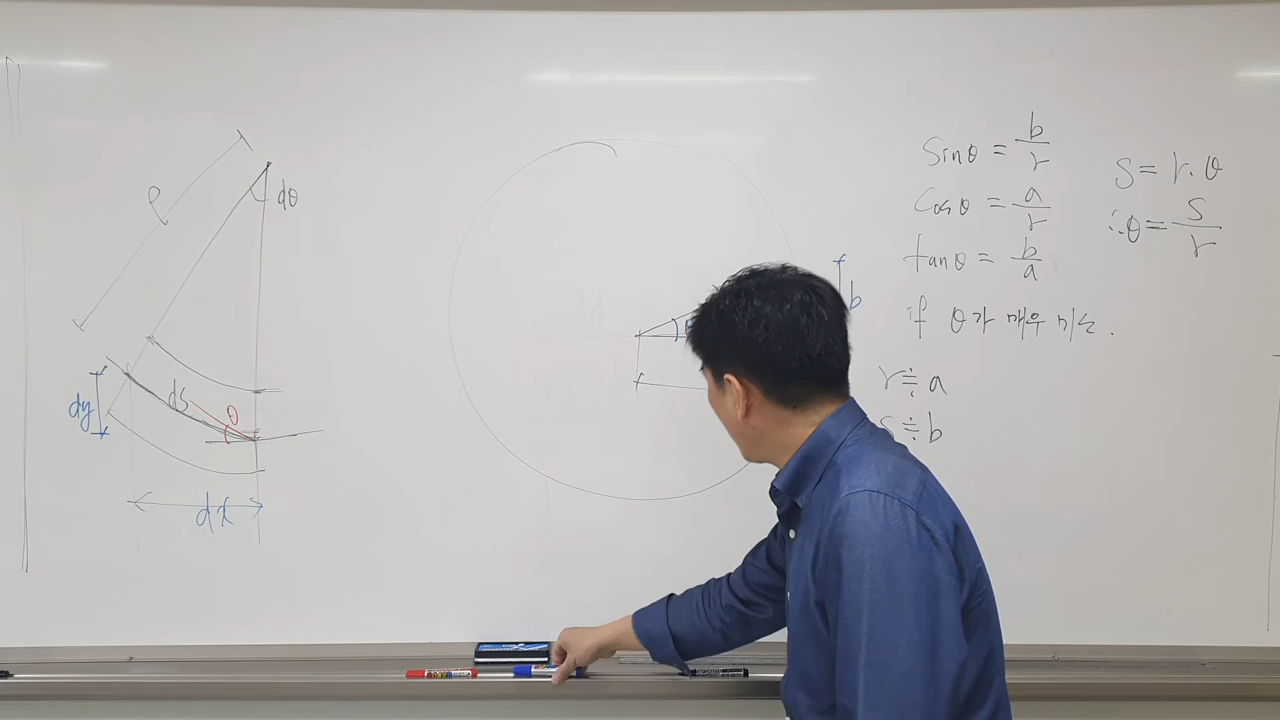 ρ
dθ
dy
ds
θ
dx
b
sinθ = b/r
cosθ = a/r
tanθ = b/a
if θ가 매우 미소.
r ≒ a
s ≒ b
s = r·θ
∴θ = s/r